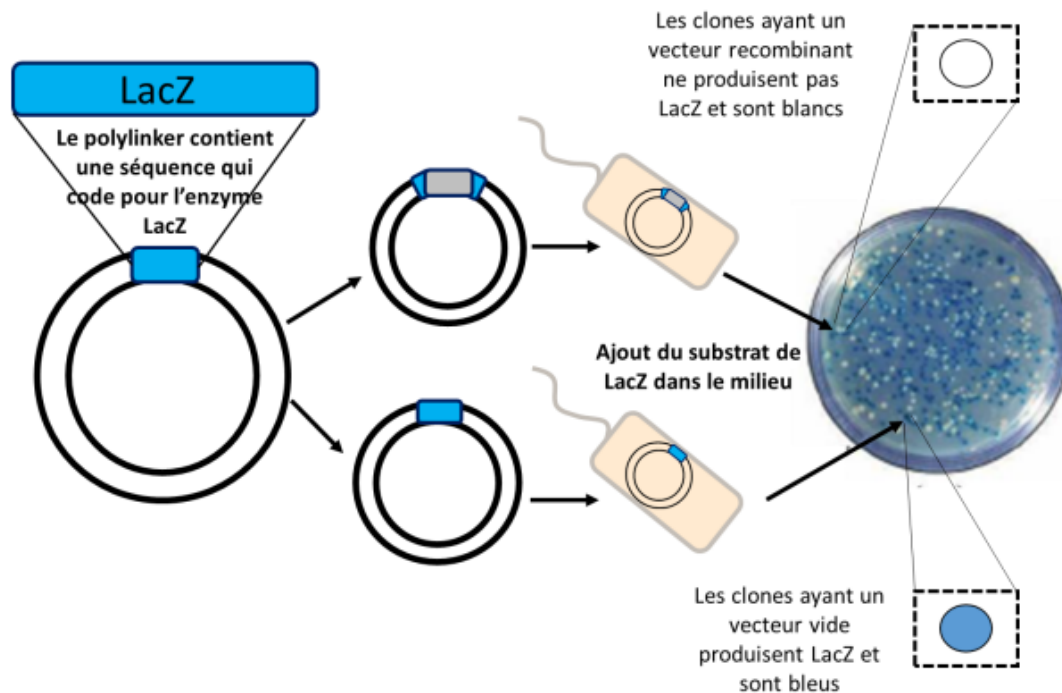 LacZ
Le polylinker contient
une séquence qui
code pour l'enzyme
LacZ
Les clones ayant un
vecteur recombinant
ne produisent pas
LacZ et sont blancs
Ajout du substrat de
LacZ dans le milieu
Les clones ayant un
vecteur vide
produisent LacZ et
sont bleus